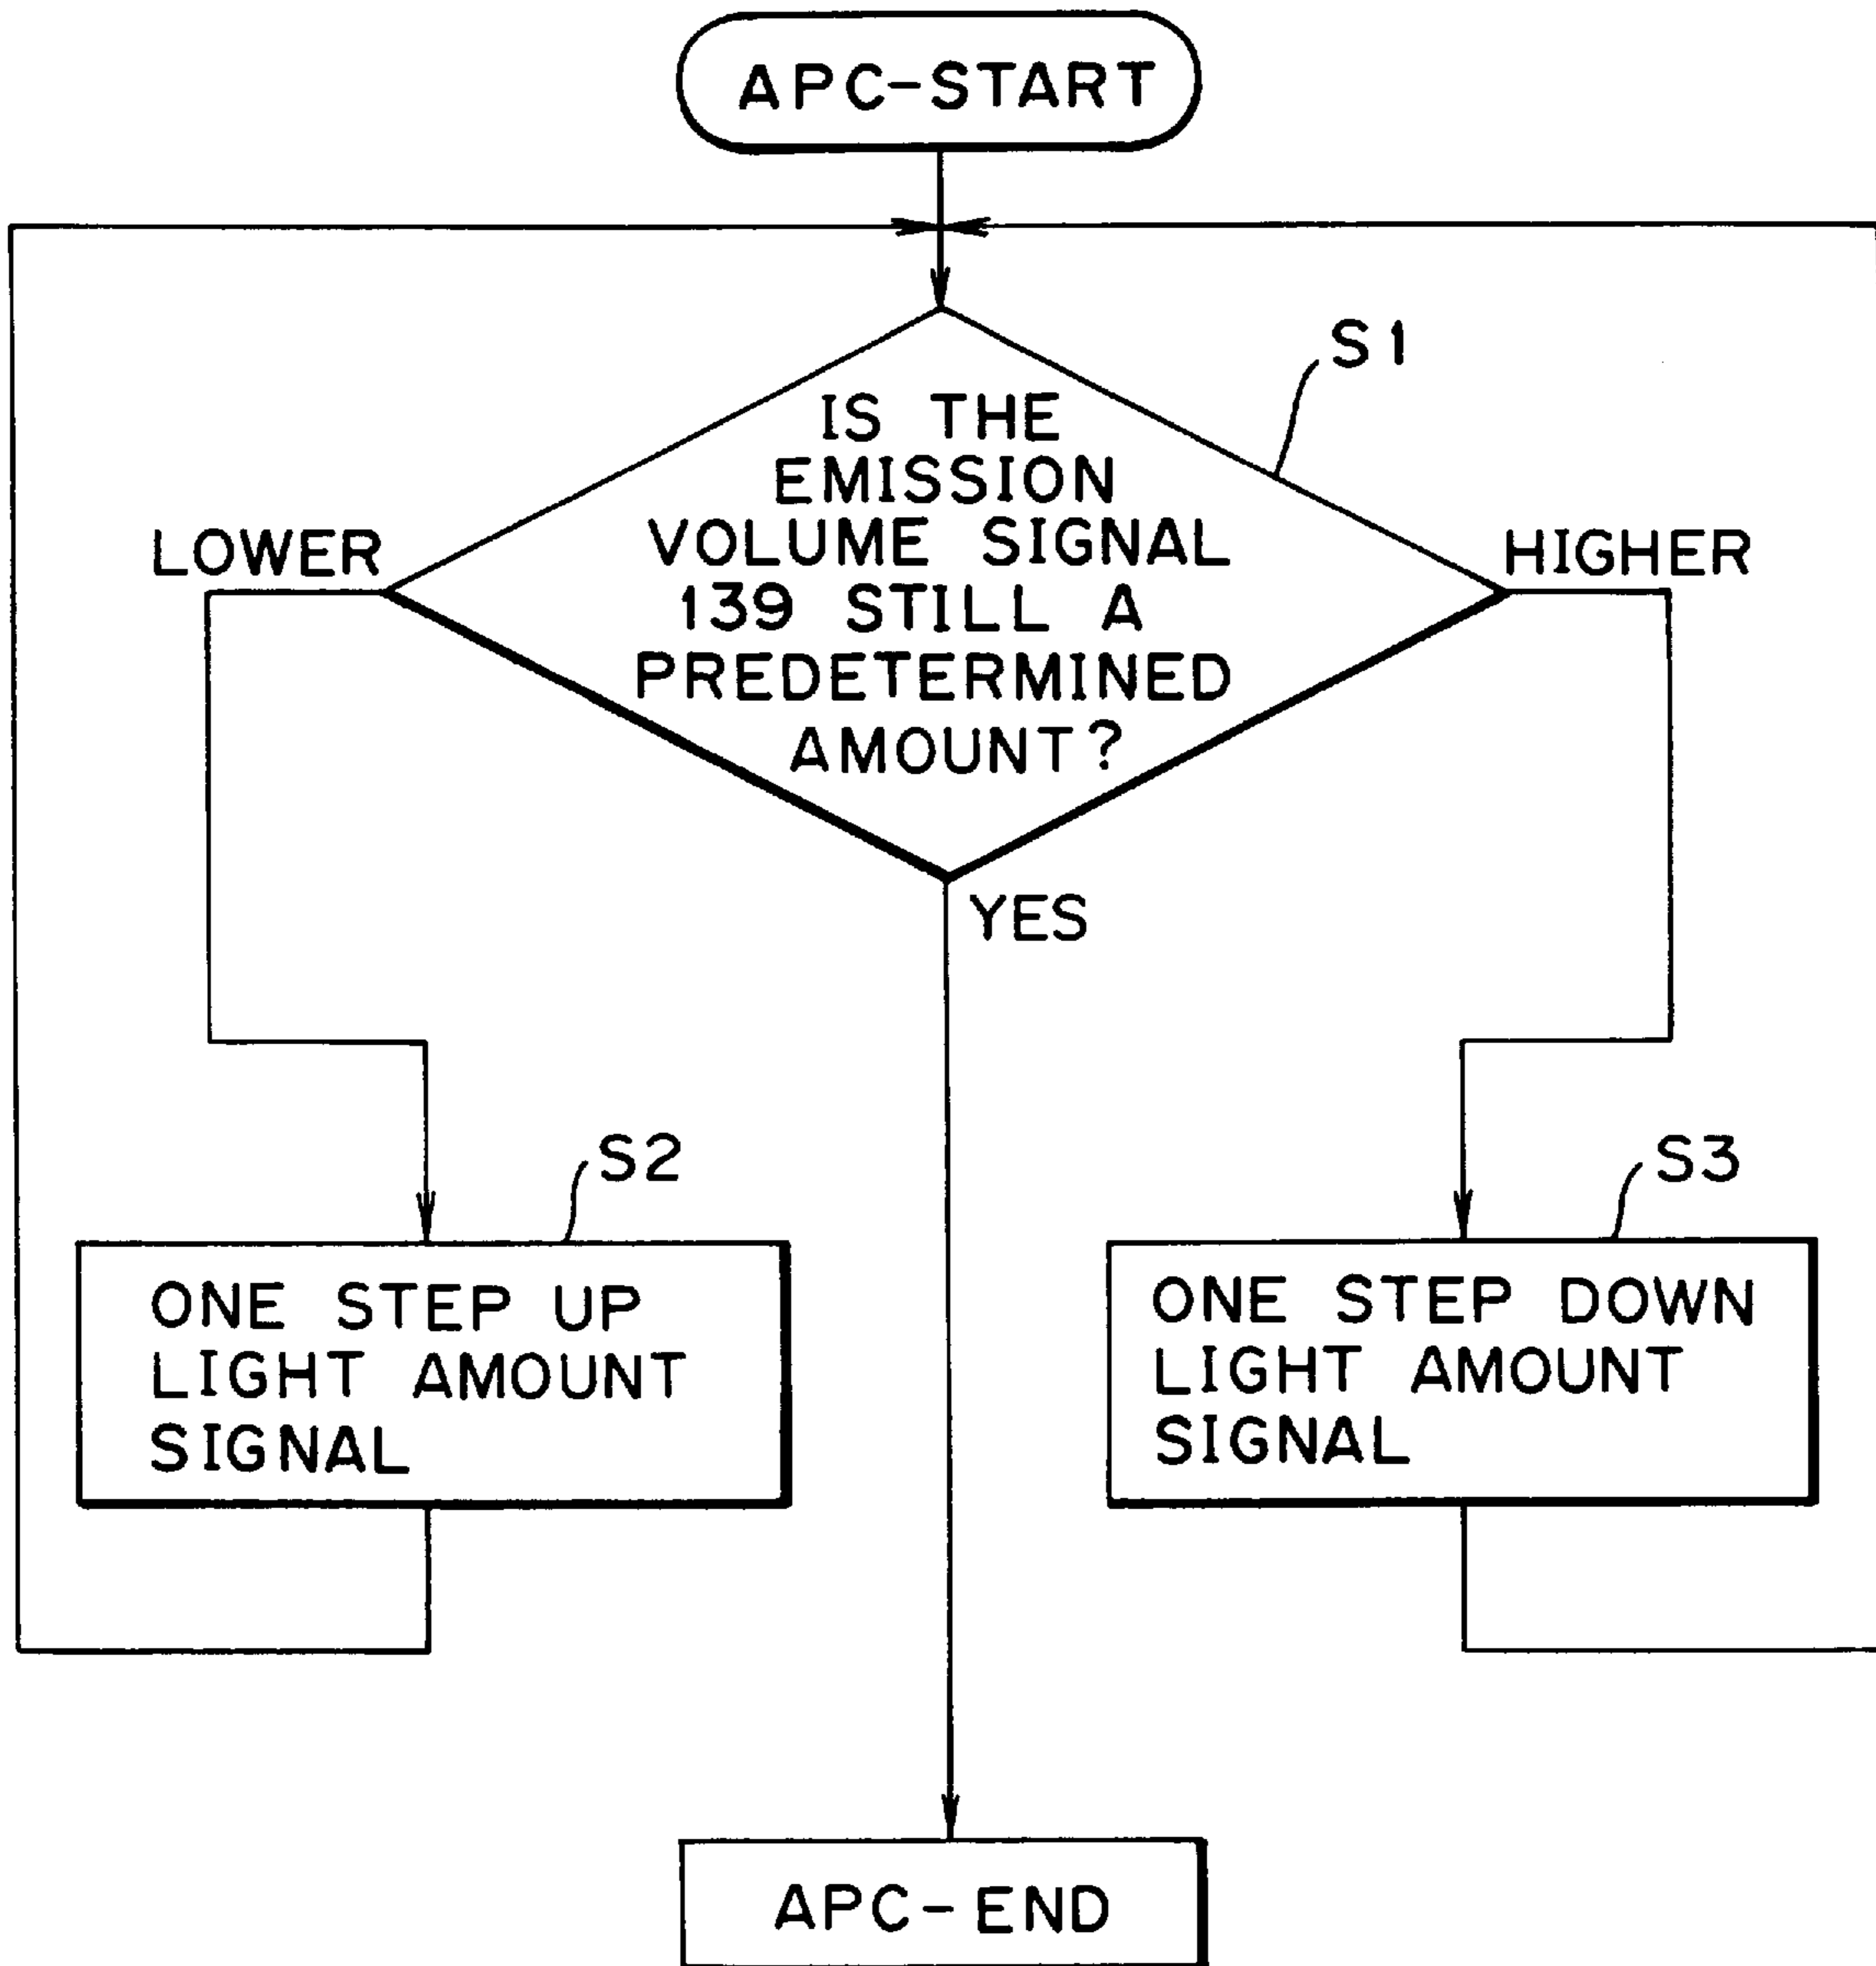 APC-START
S1
IS THE
EMISSION
VOLUME SIGNAL
139 STILL A
PREDETERMINED
AMOUNT?
LOWER
HIGHER
YES
S2
ONE STEP UP
LIGHT AMOUNT
SIGNAL
S3
ONE STEP DOWN
LIGHT AMOUNT
SIGNAL
APC-END